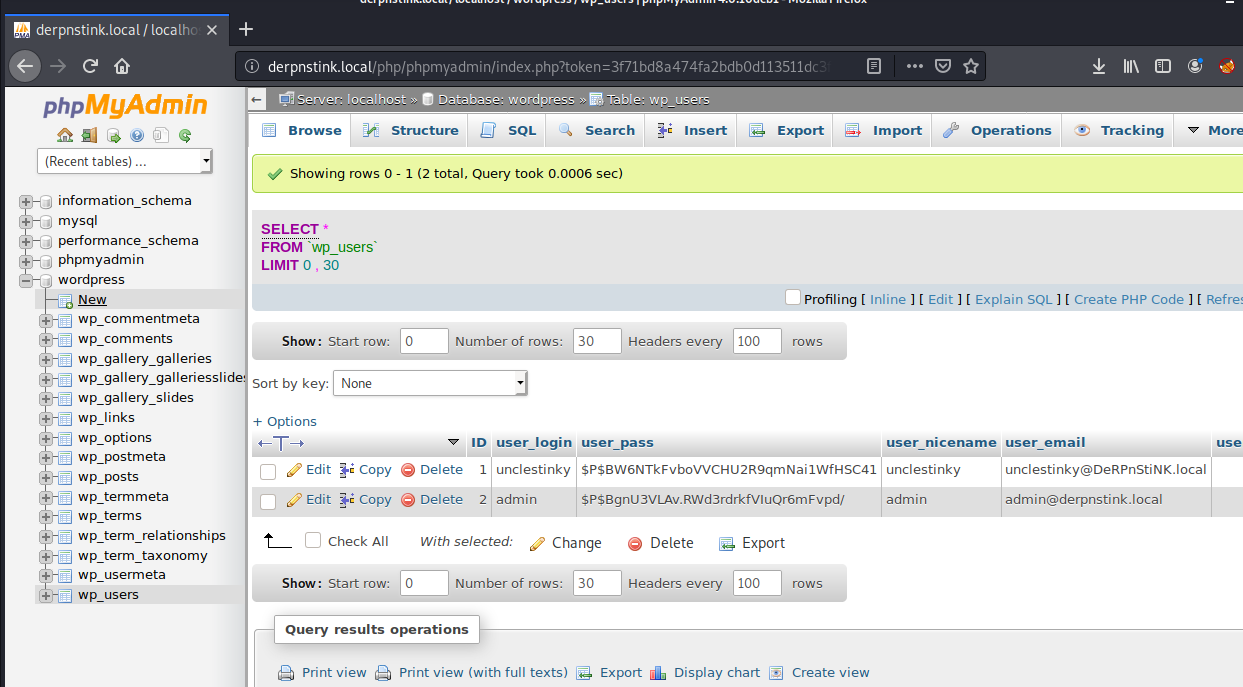 derpnstink.local / localhost / wordpress / wp_users | phpMyAdmin 4.0.10deb1 - Mozilla Firefox
derpnstink.local / localho
derpnstink.local/php/phpmyadmin/index.php?token=3f71bd8a474fa2bdb0d113511dc3
phpMyAdmin
(Recent tables) ...
information_schema
mysql
performance_schema
phpmyadmin
wordpress
New
wp_commentmeta
wp_comments
wp_gallery_galleries
wp_gallery_galleriesslides
wp_gallery_slides
wp_links
wp_options
wp_postmeta
wp_posts
wp_termmeta
wp_terms
wp_term_relationships
wp_term_taxonomy
wp_usermeta
wp_users
Server: localhost » Database: wordpress » Table: wp_users
Browse Structure SQL Search Insert Export Import Operations Tracking More
Showing rows 0 - 1 (2 total, Query took 0.0006 sec)
SELECT *
FROM `wp_users`
LIMIT 0 , 30
Profiling [ Inline ] [ Edit ] [ Explain SQL ] [ Create PHP Code ] [ Refres
Show: Start row: 0 Number of rows: 30 Headers every 100 rows
Sort by key: None
+ Options
ID user_login user_pass user_nicename user_email use
Edit Copy Delete 1 unclestinky $P$BW6NTkFvboVVCHU2R9qmNai1WfHSC41 unclestinky unclestinky@DeRPnStiNK.local
Edit Copy Delete 2 admin $P$BgnU3VLAv.RWd3rdrkfVIuQr6mFvpd/ admin admin@derpnstink.local
Check All With selected: Change Delete Export
Show: Start row: 0 Number of rows: 30 Headers every 100 rows
Query results operations
Print view Print view (with full texts) Export Display chart Create view